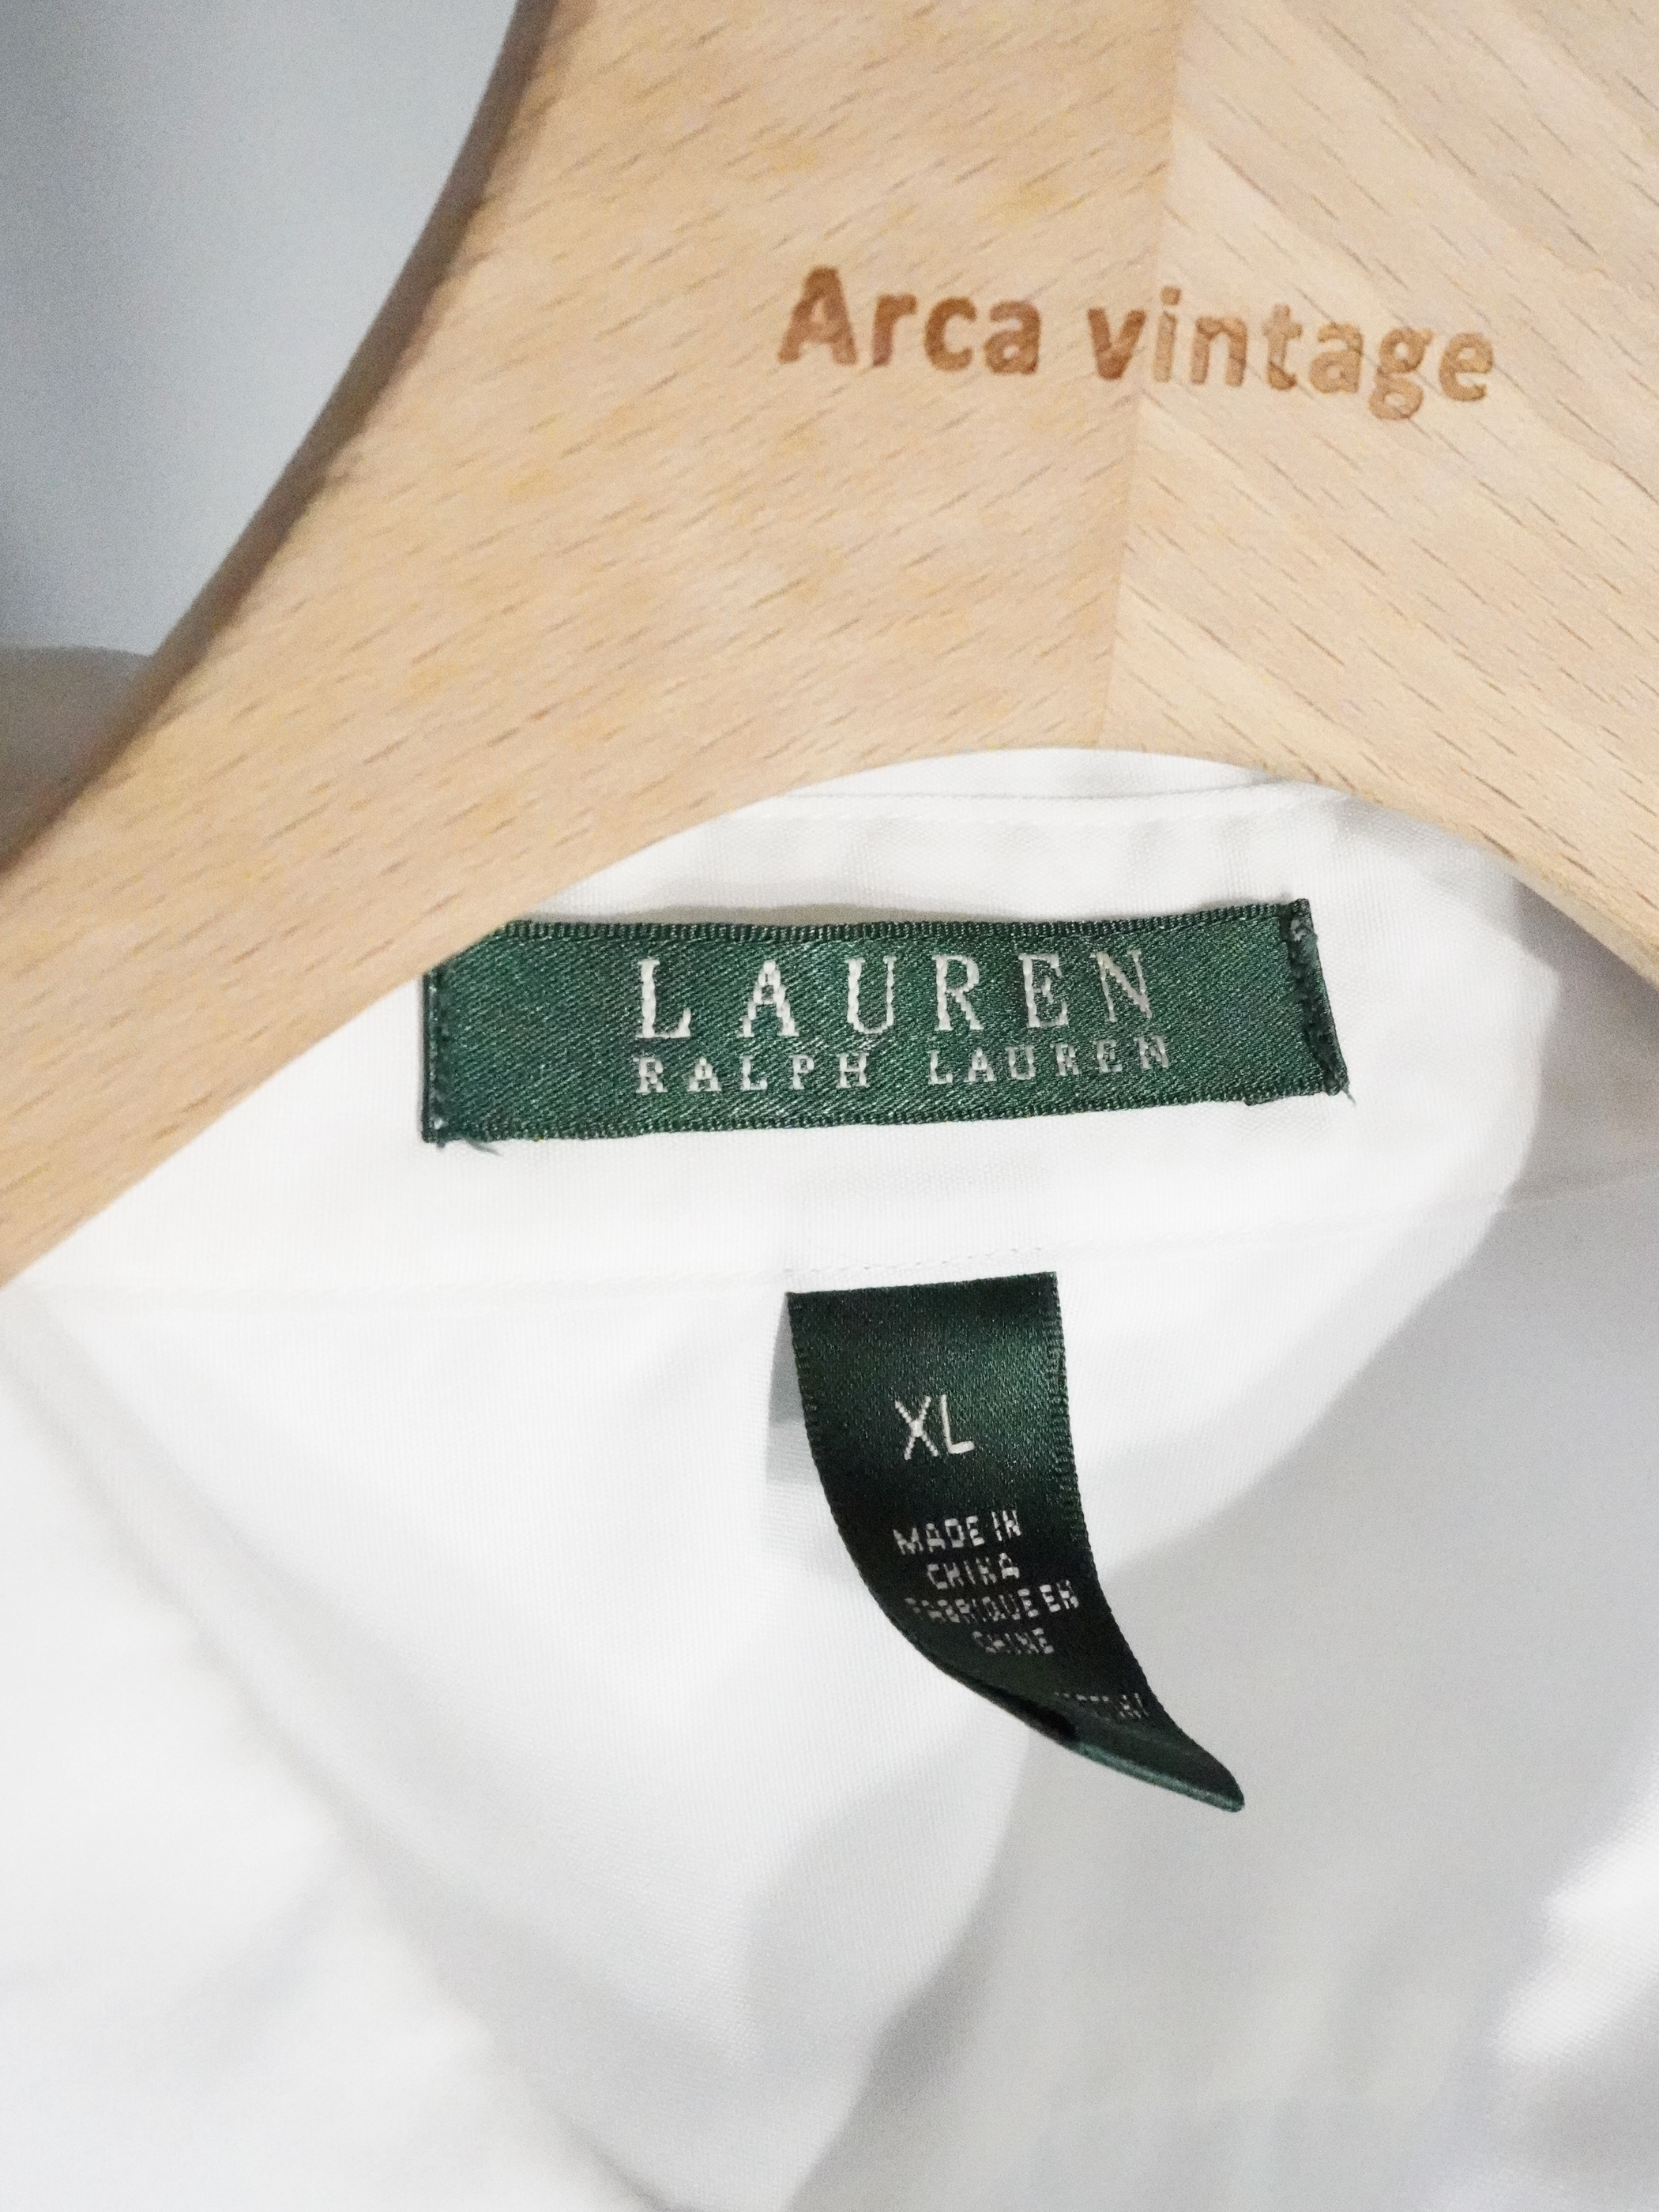 Arca vintage
LAUREN
RALPH LAUREN
XL
MADE IN
CHINA
FABRIQUE EN
CHINE